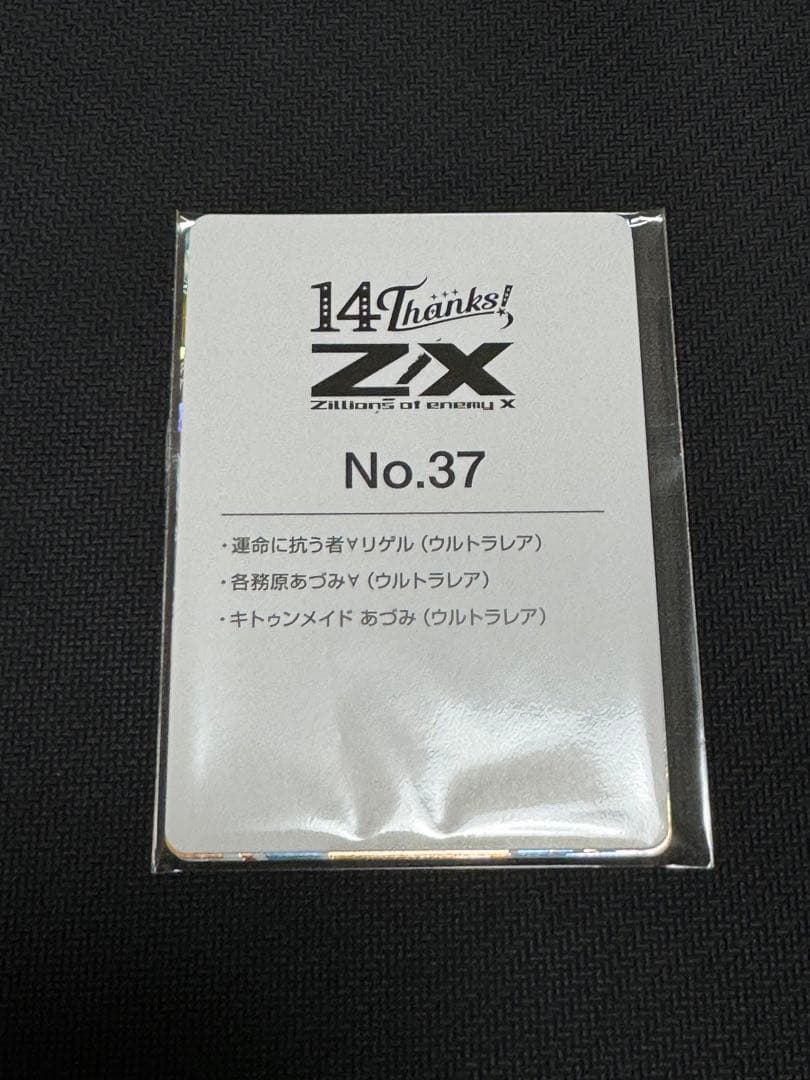 14 Thanks!
Z/X
Zillions of enemy X
No.37
・運命に抗う者∀リゲル（ウルトラレア）
・各務原あづみ∀（ウルトラレア）
・キトゥンメイド あづみ（ウルトラレア）